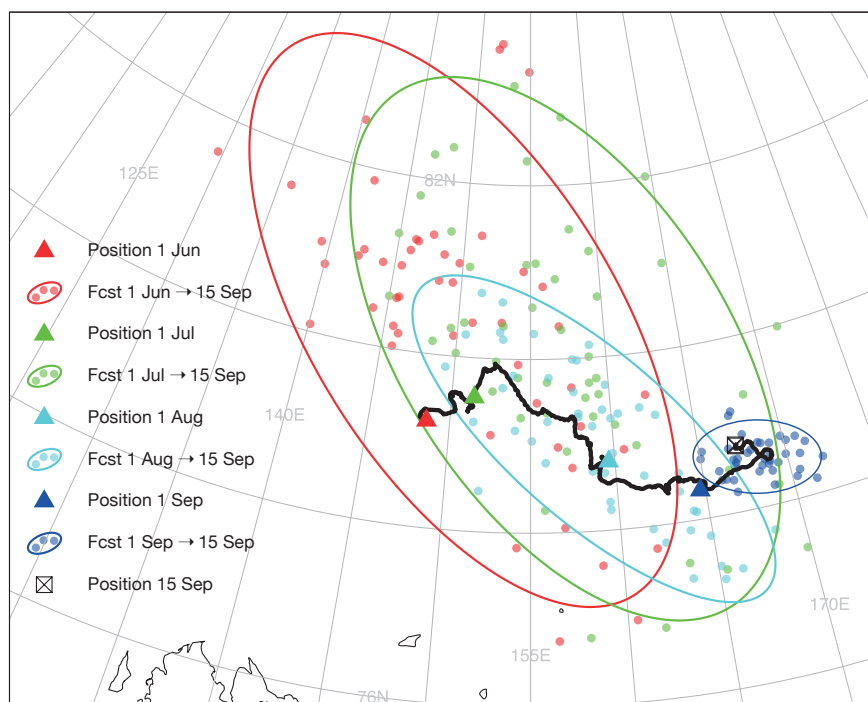 125E
82N
Position 1 Jun
Fcst 1 Jun → 15 Sep
Position 1 Jul
Fcst 1 Jul → 15 Sep
Position 1 Aug
140E
Fcst 1 Aug → 15 Sep
Position 1 Sep
Fcst 1 Sep → 15 Sep
Position 15 Sep
170E
155E
76N